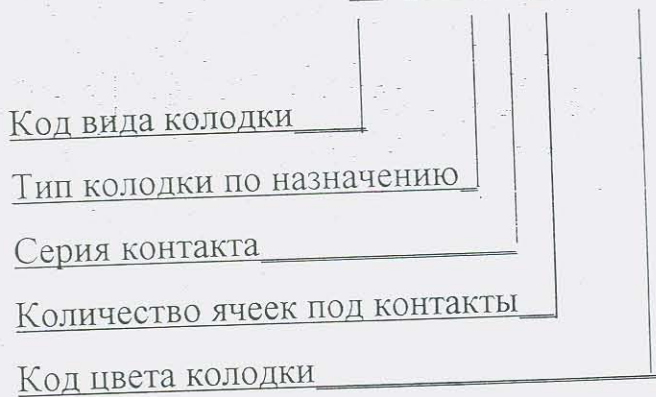 Код вида колодки
Тип колодки по назначению
Серия контакта
Количество ячеек под контакты
Код цвета колодки